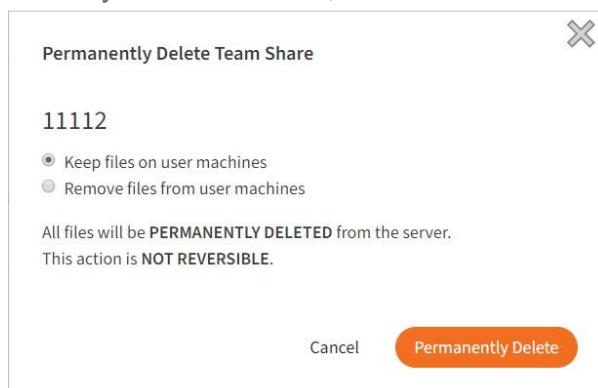 Permanently Delete Team Share
11112
Keep files on user machines
Remove files from user machines
All files will be PERMANENTLY DELETED from the server.
This action is NOT REVERSIBLE.
Cancel
Permanently Delete